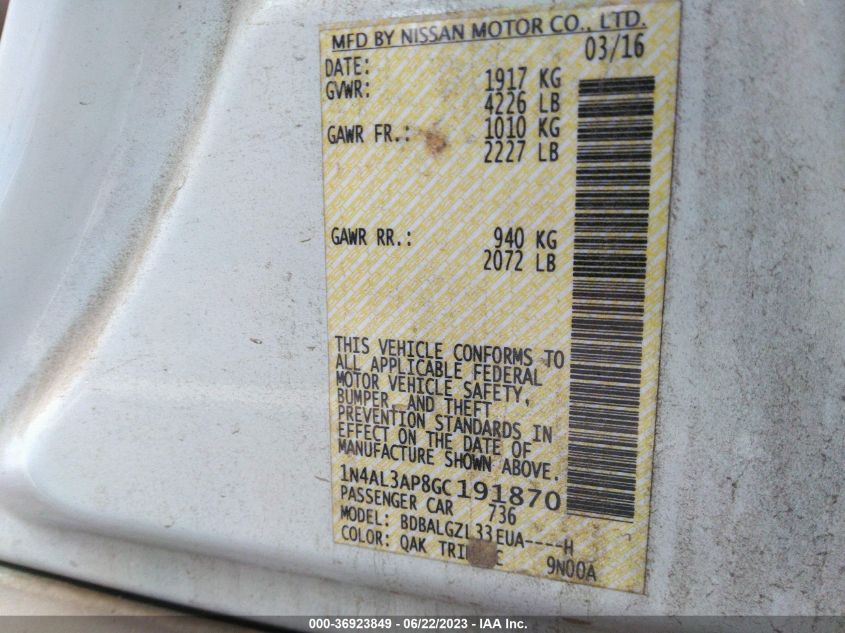 MFD BY NISSAN MOTOR CO., LTD.
DATE: 03/16
GVWR: 1917 KG
4226 LB
GAWR FR.: 1010 KG
2227 LB
GAWR RR.: 940 KG
2072 LB
THIS VEHICLE CONFORMS TO
ALL APPLICABLE FEDERAL
MOTOR VEHICLE SAFETY,
BUMPER, AND THEFT
PREVENTION STANDARDS IN
EFFECT ON THE DATE OF
MANUFACTURE SHOWN ABOVE.
1N4AL3AP8GC191870
PASSENGER CAR 736
MODEL: BDBALGZL33EUA----H
COLOR: QAK 9N00A
000-36923849 - 06/22/2023 - IAA Inc.